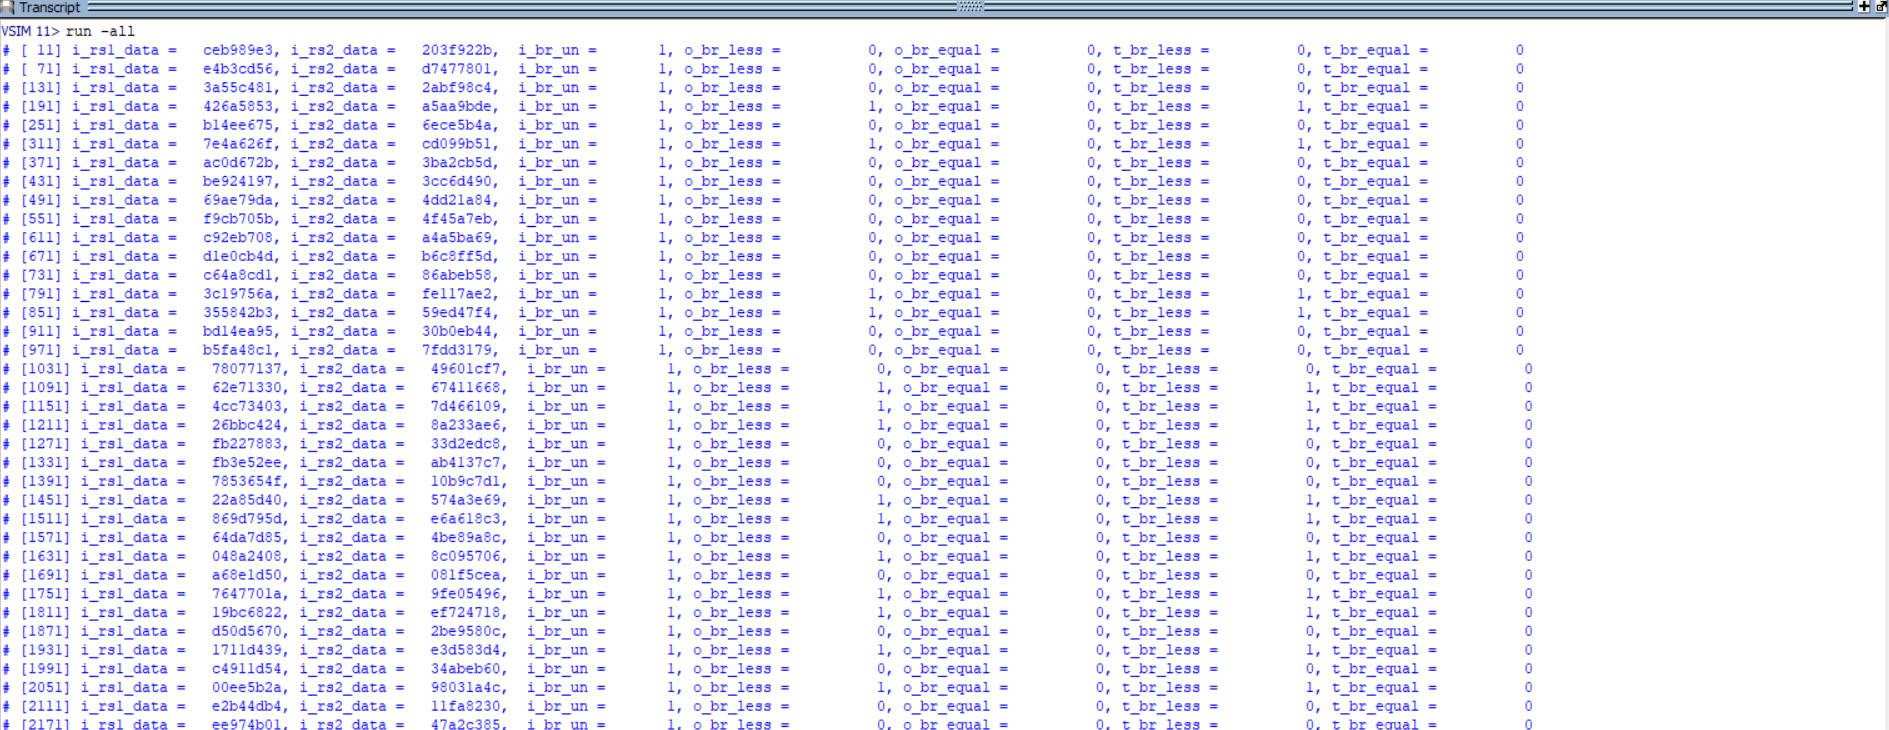 Transcript
VSIM 11> run -all
# [ 11] i_rs1_data = ceb989e3, i_rs2_data = 203f922b, i_br_un = 1, o_br_less = 0, o_br_equal = 0, t_br_less = 0, t_br_equal = 0
# [ 71] i_rs1_data = e4b3cd56, i_rs2_data = d7477801, i_br_un = 1, o_br_less = 0, o_br_equal = 0, t_br_less = 0, t_br_equal = 0
# [131] i_rs1_data = 3a55c481, i_rs2_data = 2abf98c4, i_br_un = 1, o_br_less = 0, o_br_equal = 0, t_br_less = 0, t_br_equal = 0
# [191] i_rs1_data = 426a5853, i_rs2_data = a5aa9bde, i_br_un = 1, o_br_less = 1, o_br_equal = 0, t_br_less = 1, t_br_equal = 0
# [251] i_rs1_data = b14ee675, i_rs2_data = 6ece5b4a, i_br_un = 1, o_br_less = 0, o_br_equal = 0, t_br_less = 0, t_br_equal = 0
# [311] i_rs1_data = 7e4a626f, i_rs2_data = cd099b51, i_br_un = 1, o_br_less = 1, o_br_equal = 0, t_br_less = 1, t_br_equal = 0
# [371] i_rs1_data = ac0d672b, i_rs2_data = 3ba2cb5d, i_br_un = 1, o_br_less = 0, o_br_equal = 0, t_br_less = 0, t_br_equal = 0
# [431] i_rs1_data = be924197, i_rs2_data = 3cc6d490, i_br_un = 1, o_br_less = 0, o_br_equal = 0, t_br_less = 0, t_br_equal = 0
# [491] i_rs1_data = 69ae79da, i_rs2_data = 4dd21a84, i_br_un = 1, o_br_less = 0, o_br_equal = 0, t_br_less = 0, t_br_equal = 0
# [551] i_rs1_data = f9cb705b, i_rs2_data = 4f45a7eb, i_br_un = 1, o_br_less = 0, o_br_equal = 0, t_br_less = 0, t_br_equal = 0
# [611] i_rs1_data = c92eb708, i_rs2_data = a4a5ba69, i_br_un = 1, o_br_less = 0, o_br_equal = 0, t_br_less = 0, t_br_equal = 0
# [671] i_rs1_data = d1e0cb4d, i_rs2_data = b6c8ff5d, i_br_un = 1, o_br_less = 0, o_br_equal = 0, t_br_less = 0, t_br_equal = 0
# [731] i_rs1_data = c64a8cd1, i_rs2_data = 86abeb58, i_br_un = 1, o_br_less = 0, o_br_equal = 0, t_br_less = 0, t_br_equal = 0
# [791] i_rs1_data = 3c19756a, i_rs2_data = fe117ae2, i_br_un = 1, o_br_less = 1, o_br_equal = 0, t_br_less = 1, t_br_equal = 0
# [851] i_rs1_data = 355842b3, i_rs2_data = 59ed47f4, i_br_un = 1, o_br_less = 1, o_br_equal = 0, t_br_less = 1, t_br_equal = 0
# [911] i_rs1_data = bd14ea95, i_rs2_data = 30b0eb44, i_br_un = 1, o_br_less = 0, o_br_equal = 0, t_br_less = 0, t_br_equal = 0
# [971] i_rs1_data = b5fa48c1, i_rs2_data = 7fdd3179, i_br_un = 1, o_br_less = 0, o_br_equal = 0, t_br_less = 0, t_br_equal = 0
# [1031] i_rs1_data = 78077137, i_rs2_data = 49601cf7, i_br_un = 1, o_br_less = 0, o_br_equal = 0, t_br_less = 0, t_br_equal = 0
# [1091] i_rs1_data = 62e71330, i_rs2_data = 67411668, i_br_un = 1, o_br_less = 1, o_br_equal = 0, t_br_less = 1, t_br_equal = 0
# [1151] i_rs1_data = 4cc73403, i_rs2_data = 7d466109, i_br_un = 1, o_br_less = 1, o_br_equal = 0, t_br_less = 1, t_br_equal = 0
# [1211] i_rs1_data = 26bbc424, i_rs2_data = 8a233ae6, i_br_un = 1, o_br_less = 1, o_br_equal = 0, t_br_less = 1, t_br_equal = 0
# [1271] i_rs1_data = fb227883, i_rs2_data = 33d2edc8, i_br_un = 1, o_br_less = 0, o_br_equal = 0, t_br_less = 0, t_br_equal = 0
# [1331] i_rs1_data = fb3e52ee, i_rs2_data = ab4137c7, i_br_un = 1, o_br_less = 0, o_br_equal = 0, t_br_less = 0, t_br_equal = 0
# [1391] i_rs1_data = 7853654f, i_rs2_data = 10b9c7d1, i_br_un = 1, o_br_less = 0, o_br_equal = 0, t_br_less = 0, t_br_equal = 0
# [1451] i_rs1_data = 22a85d40, i_rs2_data = 574a3e69, i_br_un = 1, o_br_less = 1, o_br_equal = 0, t_br_less = 1, t_br_equal = 0
# [1511] i_rs1_data = 869d795d, i_rs2_data = e6a618c3, i_br_un = 1, o_br_less = 1, o_br_equal = 0, t_br_less = 1, t_br_equal = 0
# [1571] i_rs1_data = 64da7d85, i_rs2_data = 4be89a8c, i_br_un = 1, o_br_less = 0, o_br_equal = 0, t_br_less = 0, t_br_equal = 0
# [1631] i_rs1_data = 048a2408, i_rs2_data = 8c095706, i_br_un = 1, o_br_less = 1, o_br_equal = 0, t_br_less = 1, t_br_equal = 0
# [1691] i_rs1_data = a68e1d50, i_rs2_data = 081f5cea, i_br_un = 1, o_br_less = 0, o_br_equal = 0, t_br_less = 0, t_br_equal = 0
# [1751] i_rs1_data = 7647701a, i_rs2_data = 9fe05496, i_br_un = 1, o_br_less = 1, o_br_equal = 0, t_br_less = 1, t_br_equal = 0
# [1811] i_rs1_data = 19bc6822, i_rs2_data = ef724718, i_br_un = 1, o_br_less = 1, o_br_equal = 0, t_br_less = 1, t_br_equal = 0
# [1871] i_rs1_data = d50d5670, i_rs2_data = 2be9580c, i_br_un = 1, o_br_less = 0, o_br_equal = 0, t_br_less = 0, t_br_equal = 0
# [1931] i_rs1_data = 1711d439, i_rs2_data = e3d583d4, i_br_un = 1, o_br_less = 1, o_br_equal = 0, t_br_less = 1, t_br_equal = 0
# [1991] i_rs1_data = c4911d54, i_rs2_data = 34abeb60, i_br_un = 1, o_br_less = 0, o_br_equal = 0, t_br_less = 0, t_br_equal = 0
# [2051] i_rs1_data = 00ee5b2a, i_rs2_data = 98031a4c, i_br_un = 1, o_br_less = 1, o_br_equal = 0, t_br_less = 1, t_br_equal = 0
# [2111] i_rs1_data = e2b44db4, i_rs2_data = 11fa8230, i_br_un = 1, o_br_less = 0, o_br_equal = 0, t_br_less = 0, t_br_equal = 0
# [2171] i_rs1_data = ee974b01, i_rs2_data = 47a2c385, i_br_un = 1, o_br_less = 0, o_br_equal = 0, t_br_less = 0, t_br_equal = 0